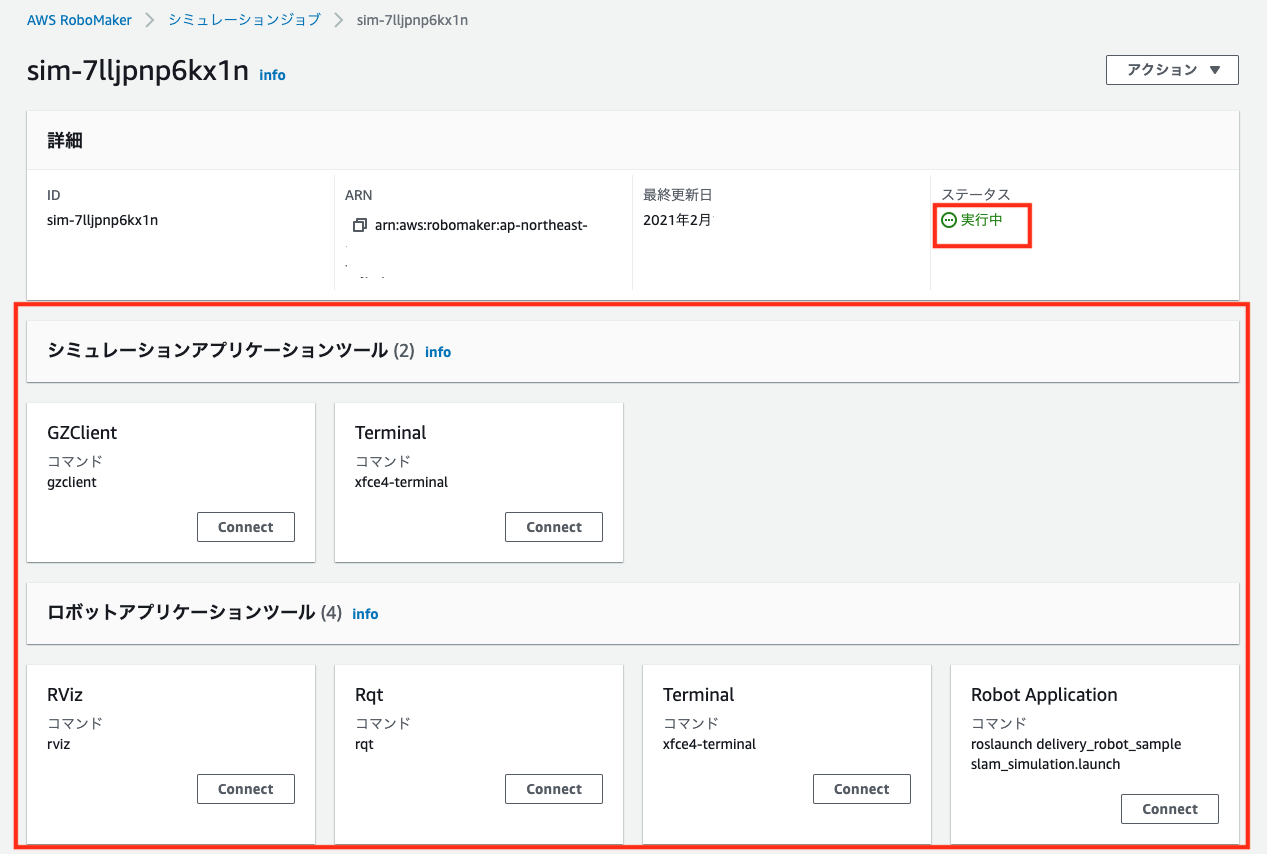 AWS RoboMaker > シミュレーションジョブ > sim-7lljpnp6kx1n
sim-7lljpnp6kx1n info
アクション ▼
詳細
ID
sim-7lljpnp6kx1n
ARN
arn:aws:robomaker:ap-northeast-
最終更新日
2021年2月
ステータス
実行中
シミュレーションアプリケーションツール (2) info
GZClient
コマンド
gzclient
Connect
Terminal
コマンド
xfce4-terminal
Connect
ロボットアプリケーションツール (4) info
RViz
コマンド
rviz
Connect
Rqt
コマンド
rqt
Connect
Terminal
コマンド
xfce4-terminal
Connect
Robot Application
コマンド
roslaunch delivery_robot_sample
slam_simulation.launch
Connect